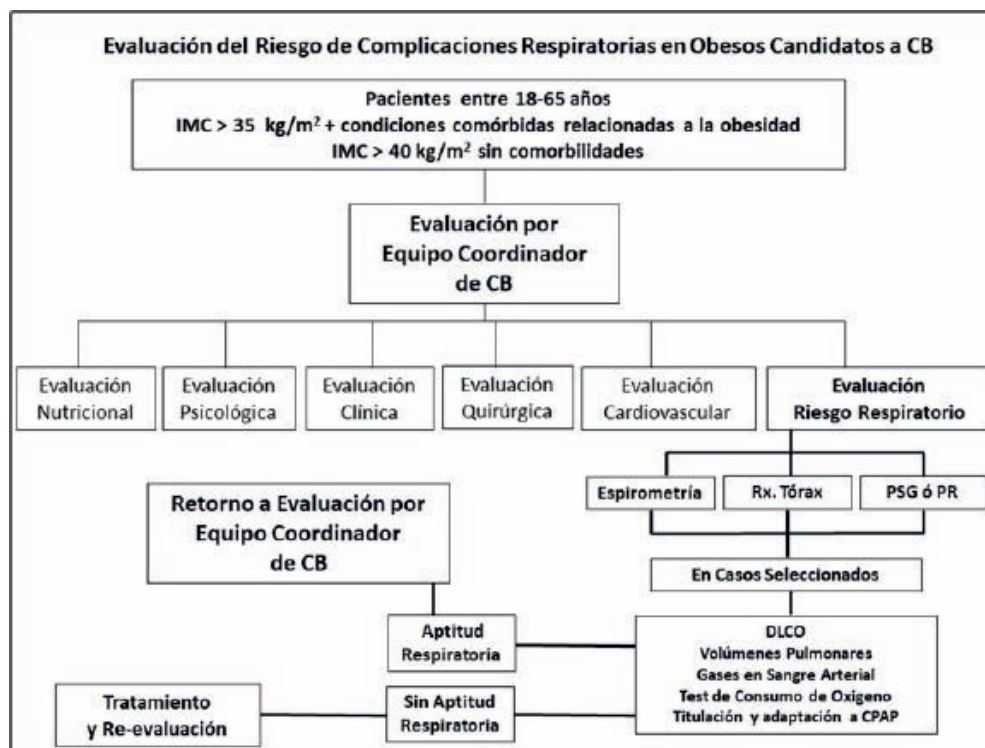 Evaluación del Riesgo de Complicaciones Respiratorias en Obesos Candidatos a CB
Pacientes entre 18-65 años
IMC > 35 kg/m² + condiciones comórbidas relacionadas a la obesidad
IMC > 40 kg/m² sin comorbilidades
Evaluación por
Equipo Coordinador
de CB
Evaluación
Nutricional
Evaluación
Psicológica
Evaluación
Clínica
Evaluación
Quirúrgica
Evaluación
Cardiovascular
Evaluación
Riesgo Respiratorio
Espirometría
Rx. Tórax
PSG ó PR
En Casos Seleccionados
DLCO
Volúmenes Pulmonares
Gases en Sangre Arterial
Test de Consumo de Oxigeno
Titulación y adaptación a CPAP
Retorno a Evaluación por
Equipo Coordinador
de CB
Aptitud
Respiratoria
Sin Aptitud
Respiratoria
Tratamiento
y Re-evaluación